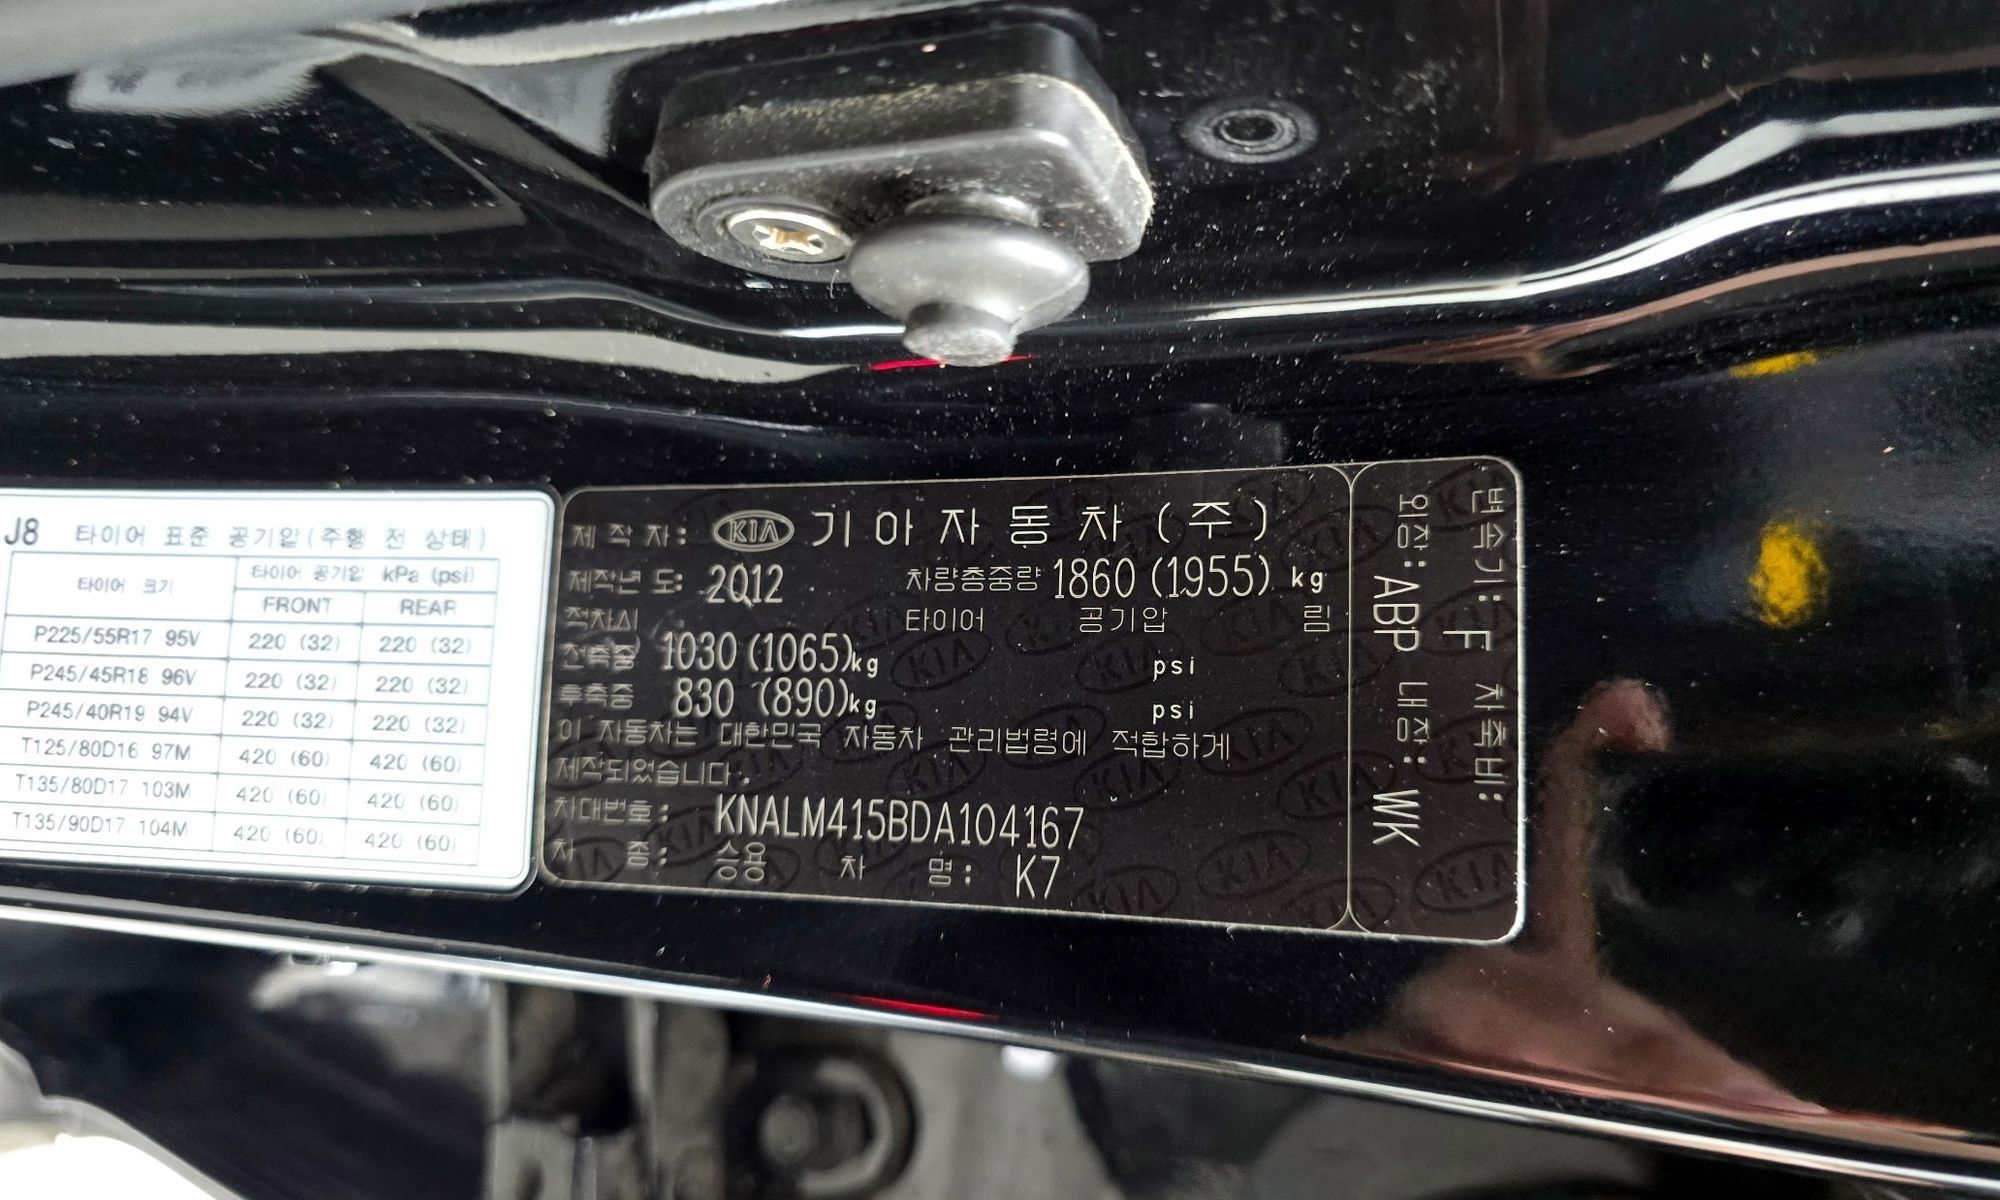 J8 타이어 표준 공기압(주행 전 상태)
타이어 크기 타이어 공기압 kPa (psi)
FRONT REAR
P225/55R17 95V 220 (32) 220 (32)
P245/45R18 96V 220 (32) 220 (32)
P245/40R19 94V 220 (32) 220 (32)
T125/80D16 97M 420 (60) 420 (60)
T135/80D17 103M 420 (60) 420 (60)
T135/90D17 104M 420 (60) 420 (60)
제 작 자: KIA 기아자동차(주)
제작년 도: 2012 차량총중량 1860 (1955) kg
적차시 타이어 공기압 림
전축중 1030 (1065)kg psi
후축중 830 (890)kg psi
이 자동차는 대한민국 자동차 관리법령에 적합하게
제작되었습니다.
차대번호: KNALM415BDA104167
차 종: 승용 차 명: K7
변속기: F 차축비:
외장: ABP 내장: WK